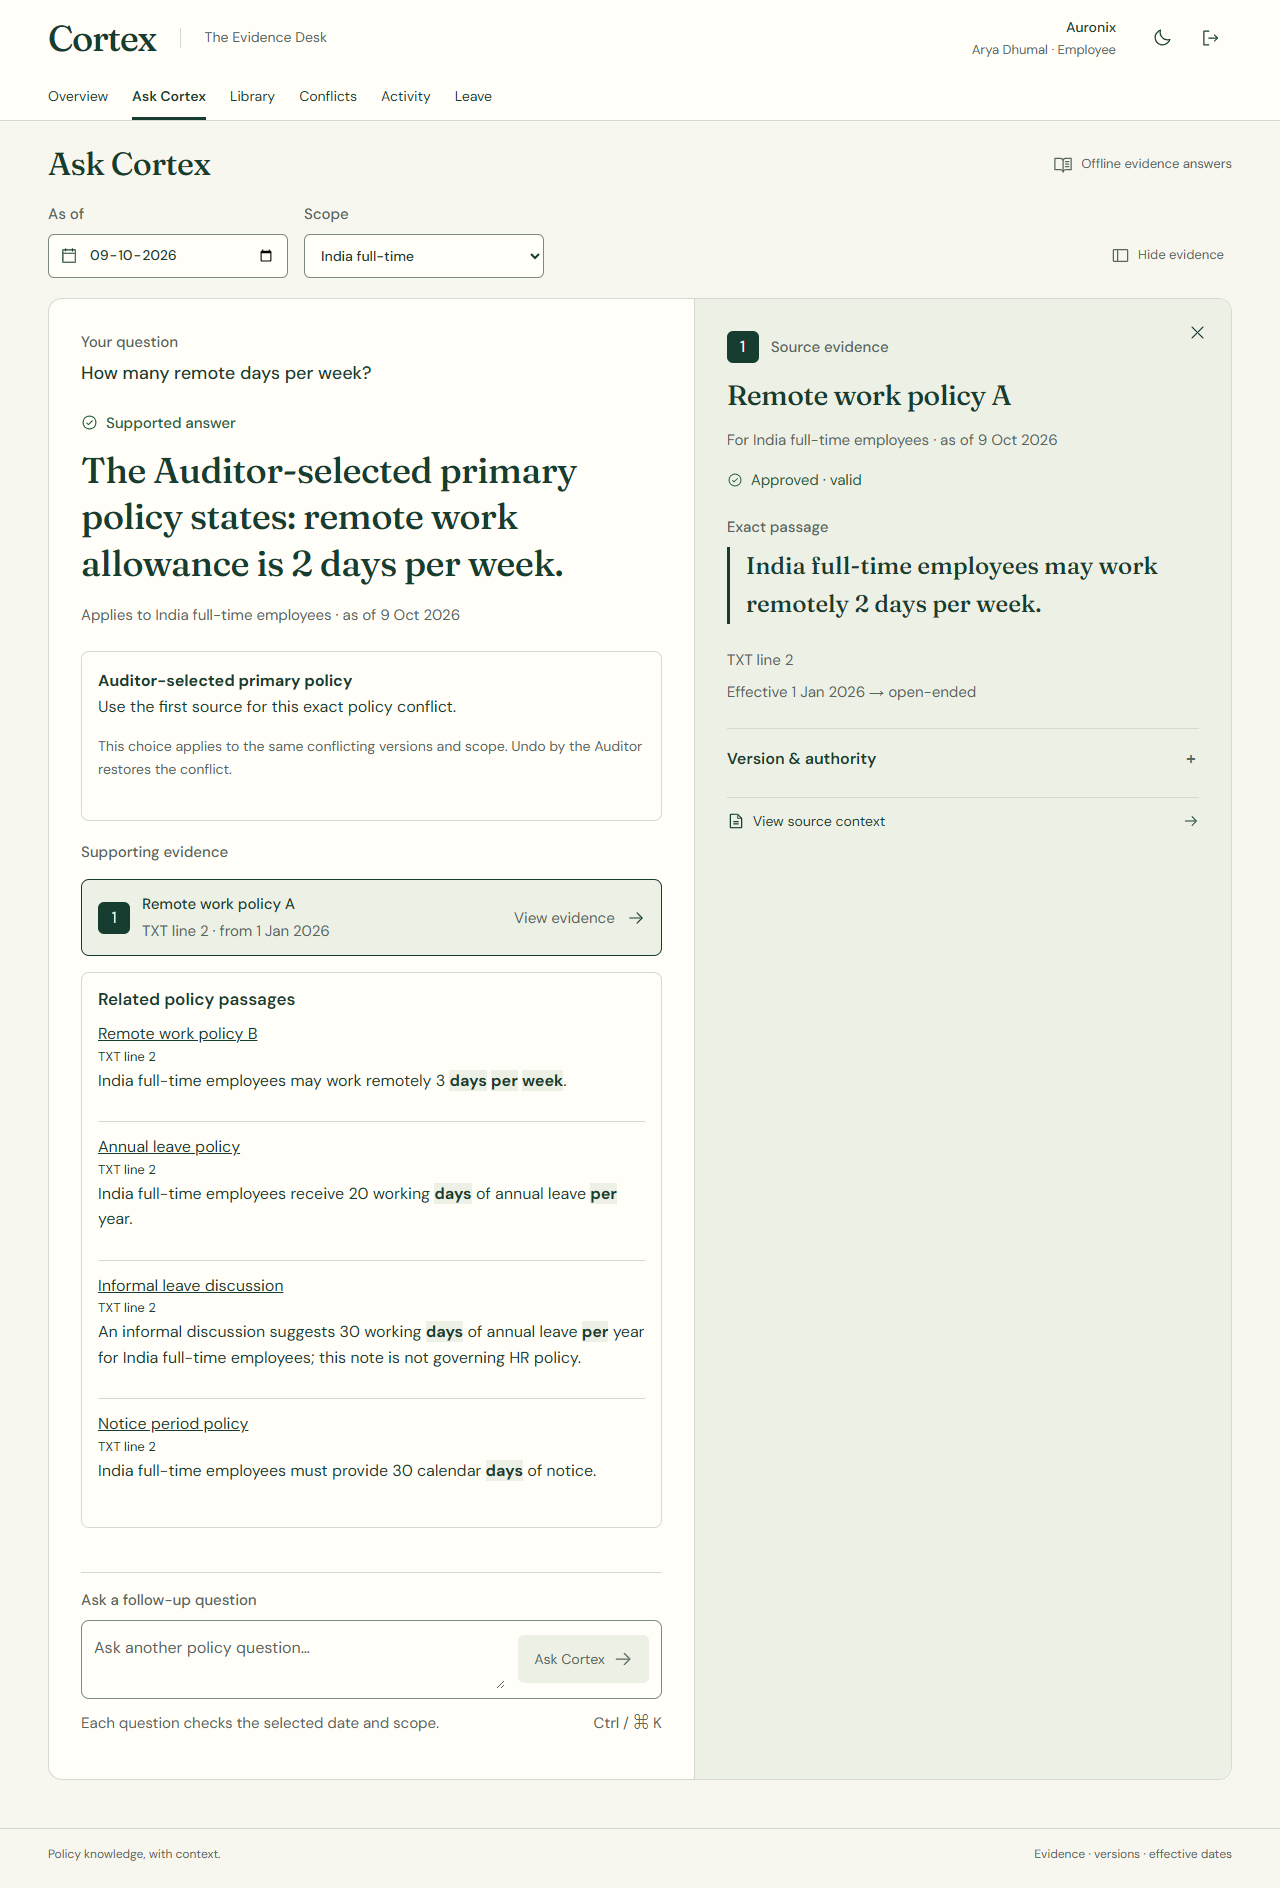 Cortex
The Evidence Desk
Auronix
Arya Dhumal · Employee
Overview
Ask Cortex
Library
Conflicts
Activity
Leave
Ask Cortex
Offline evidence answers
As of
Scope
09-10-2026
India full-time
Hide evidence
Your question
How many remote days per week?
Supported answer
The Auditor-selected primary
policy states: remote work
allowance is 2 days per week.
Applies to India full-time employees · as of 9 Oct 2026
Auditor-selected primary policy
Use the first source for this exact policy conflict.
This choice applies to the same conflicting versions and scope. Undo by the Auditor
restores the conflict.
Supporting evidence
1
Remote work policy A
TXT line 2 · from 1 Jan 2026
View evidence →
Related policy passages
Remote work policy B
TXT line 2
India full-time employees may work remotely 3 days per week.
Annual leave policy
TXT line 2
India full-time employees receive 20 working days of annual leave per
year.
Informal leave discussion
TXT line 2
An informal discussion suggests 30 working days of annual leave per year
for India full-time employees; this note is not governing HR policy.
Notice period policy
TXT line 2
India full-time employees must provide 30 calendar days of notice.
Ask a follow-up question
Ask another policy question…
Ask Cortex →
Each question checks the selected date and scope.
Ctrl / ⌘ K
1
Source evidence
Remote work policy A
For India full-time employees · as of 9 Oct 2026
Approved · valid
Exact passage
India full-time employees may work
remotely 2 days per week.
TXT line 2
Effective 1 Jan 2026 → open-ended
Version & authority
+
View source context →
Policy knowledge, with context.
Evidence · versions · effective dates